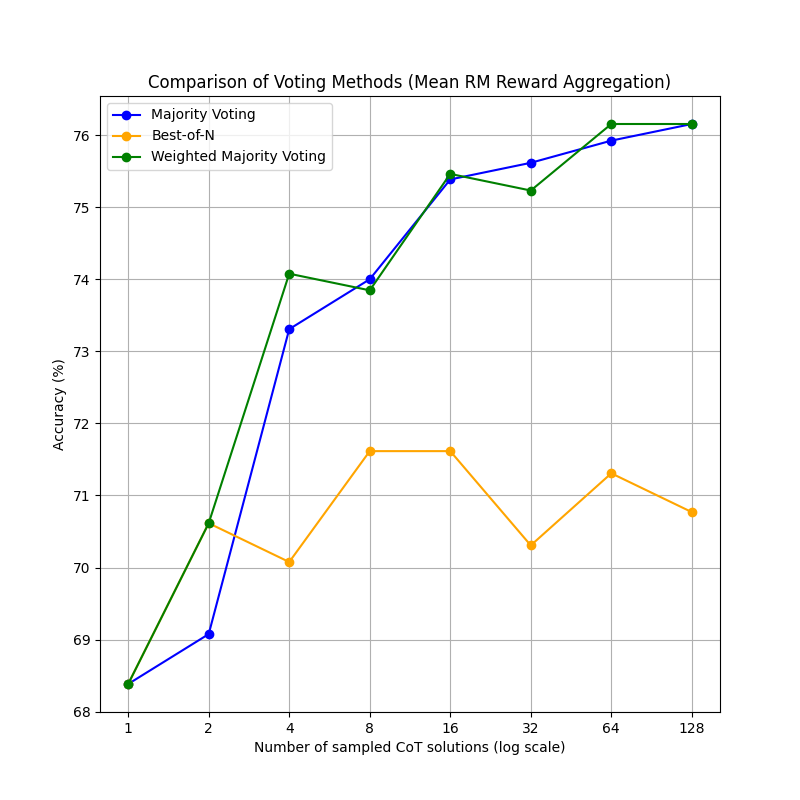 Comparison of Voting Methods (Mean RM Reward Aggregation)
Majority Voting
Best-of-N
Weighted Majority Voting
76
75
74
73
72
71
70
69
68
Accuracy (%)
1 2 4 8 16 32 64 128
Number of sampled CoT solutions (log scale)